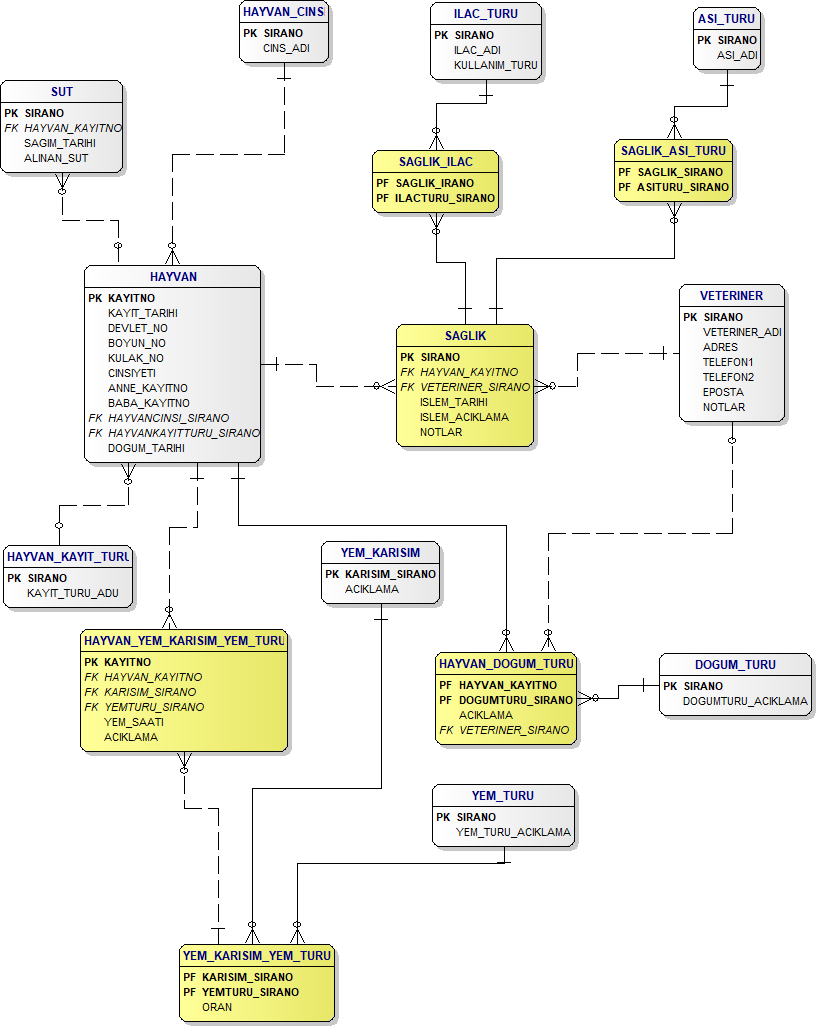 HAYVAN_CINSI
PK SIRANO
CINS_ADI
ILAC_TURU
PK SIRANO
ILAC_ADI
KULLANIM_TURU
ASI_TURU
PK SIRANO
ASI_ADI
SUT
PK SIRANO
FK HAYVAN_KAYITNO
SAGIM_TARIHI
ALINAN_SUT
SAGLIK_ILAC
PF SAGLIK_IRANO
PF ILACTURU_SIRANO
SAGLIK_ASI_TURU
PF SAGLIK_SIRANO
PF ASITURU_SIRANO
HAYVAN
PK KAYITNO
KAYIT_TARIHI
DEVLET_NO
BOYUN_NO
KULAK_NO
CINSIYETI
ANNE_KAYITNO
BABA_KAYITNO
FK HAYVANCINSI_SIRANO
FK HAYVANKAYITTURU_SIRANO
DOGUM_TARIHI
SAGLIK
PK SIRANO
FK HAYVAN_KAYITNO
FK VETERINER_SIRANO
ISLEM_TARIHI
ISLEM_ACIKLAMA
NOTLAR
VETERINER
PK SIRANO
VETERINER_ADI
ADRES
TELEFON1
TELEFON2
EPOSTA
NOTLAR
HAYVAN_KAYIT_TURU
PK SIRANO
KAYIT_TURU_ADU
YEM_KARISIM
PK KARISIM_SIRANO
ACIKLAMA
HAYVAN_YEM_KARISIM_YEM_TURU
PK KAYITNO
FK HAYVAN_KAYITNO
FK KARISIM_SIRANO
FK YEMTURU_SIRANO
YEM_SAATI
ACIKLAMA
HAYVAN_DOGUM_TURU
PF HAYVAN_KAYITNO
PF DOGUMTURU_SIRANO
ACIKLAMA
FK VETERINER_SIRANO
DOGUM_TURU
PK SIRANO
DOGUMTURU_ACIKLAMA
YEM_TURU
PK SIRANO
YEM_TURU_ACIKLAMA
YEM_KARISIM_YEM_TURU
PF KARISIM_SIRANO
PF YEMTURU_SIRANO
ORAN